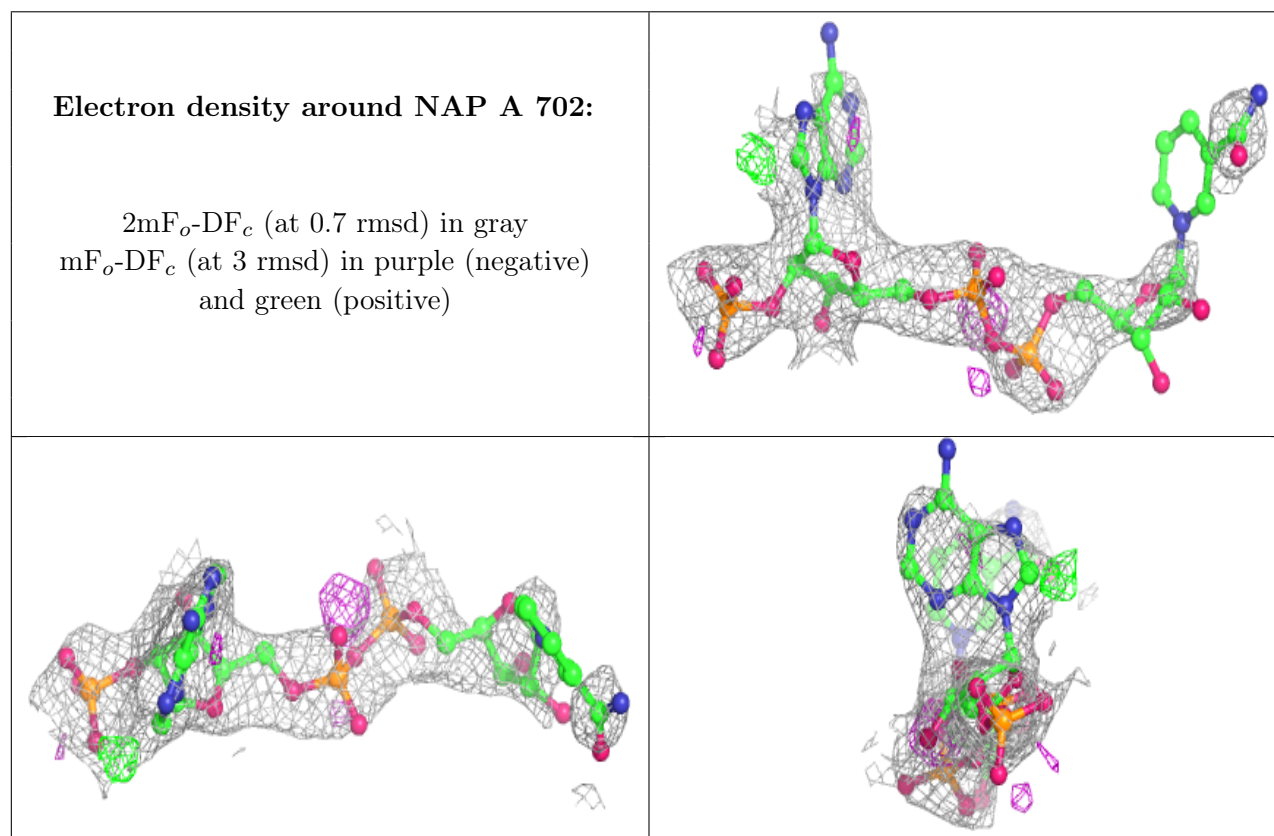 Electron density around NAP A 702:
2mFₒ-DF𝒸 (at 0.7 rmsd) in gray
mFₒ-DF𝒸 (at 3 rmsd) in purple (negative)
and green (positive)